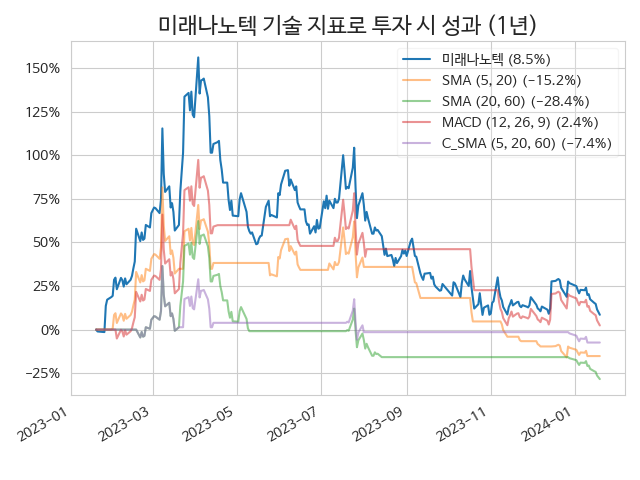 미래나노텍 기술 지표로 투자 시 성과 (1년)
미래나노텍 (8.5%)
SMA (5, 20) (−15.2%)
SMA (20, 60) (−28.4%)
MACD (12, 26, 9) (2.4%)
C_SMA (5, 20, 60) (−7.4%)
150%
125%
100%
75%
50%
25%
0%
−25%
2023−01
2023−03
2023−05
2023−07
2023−09
2023−11
2024−01